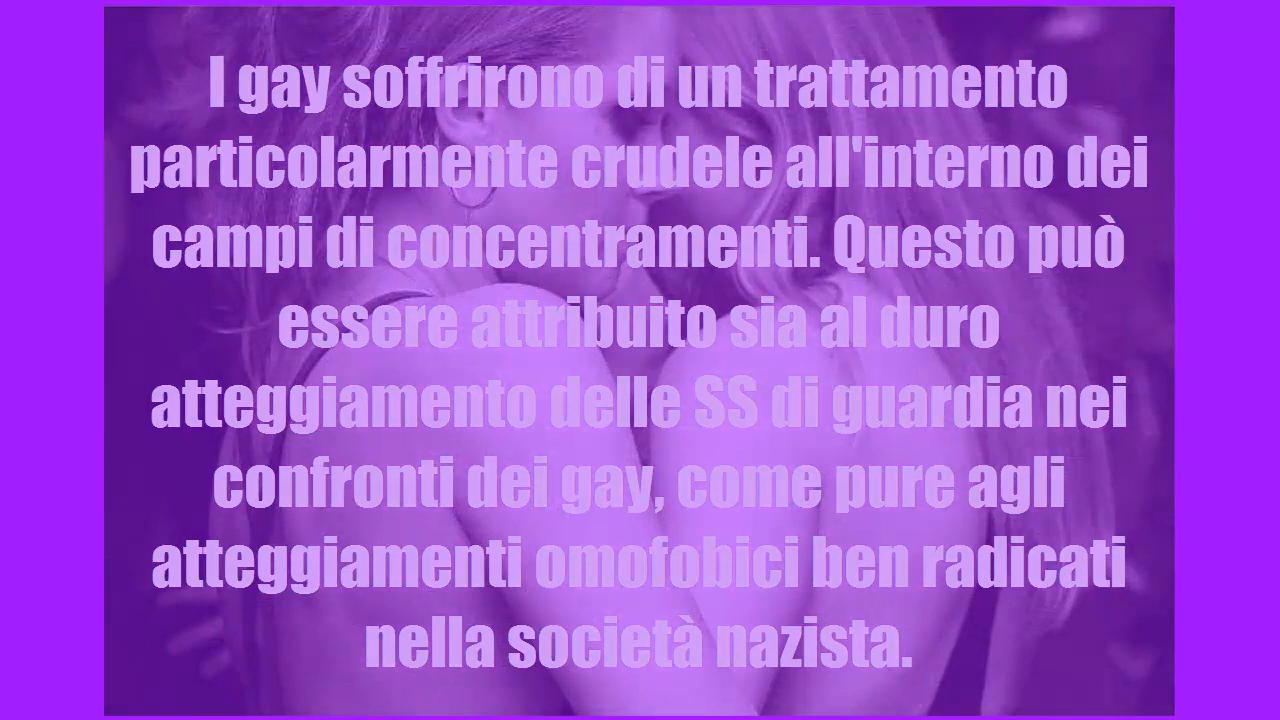 I gay soffrirono di un trattamento
particolarmente crudele all'interno dei
campi di concentramenti. Questo può
essere attribuito sia al duro
atteggiamento delle SS di guardia nei
confronti dei gay, come pure agli
atteggiamenti omofobici ben radicati
nella società nazista.